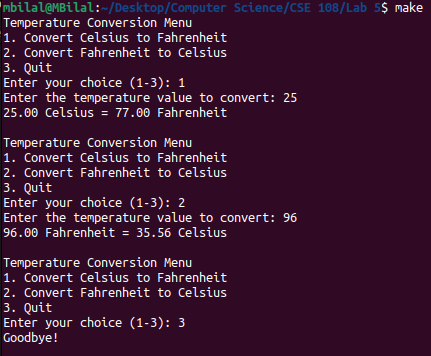 mbilal@MBilal:~/Desktop/Computer Science/CSE 108/Lab 5$ make
Temperature Conversion Menu
1. Convert Celsius to Fahrenheit
2. Convert Fahrenheit to Celsius
3. Quit
Enter your choice (1-3): 1
Enter the temperature value to convert: 25
25.00 Celsius = 77.00 Fahrenheit
Temperature Conversion Menu
1. Convert Celsius to Fahrenheit
2. Convert Fahrenheit to Celsius
3. Quit
Enter your choice (1-3): 2
Enter the temperature value to convert: 96
96.00 Fahrenheit = 35.56 Celsius
Temperature Conversion Menu
1. Convert Celsius to Fahrenheit
2. Convert Fahrenheit to Celsius
3. Quit
Enter your choice (1-3): 3
Goodbye!